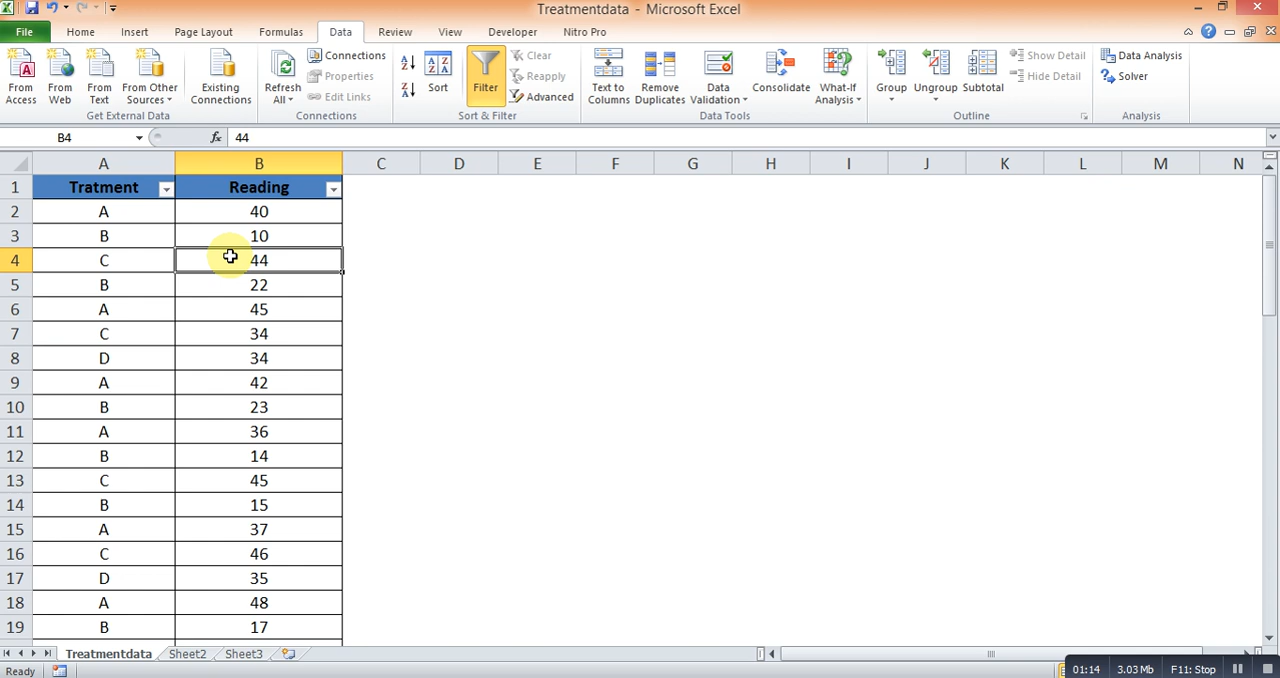 Treatmentdata - Microsoft Excel
File Home Insert Page Layout Formulas Data Review View Developer Nitro Pro
From Access
From Web
From Text
From Other Sources
Existing Connections
Get External Data
Refresh All
Connections
Properties
Edit Links
Connections
Sort
Filter
Clear
Reapply
Advanced
Sort & Filter
Text to Columns
Remove Duplicates
Data Validation
Consolidate
What-If Analysis
Data Tools
Group
Ungroup
Subtotal
Show Detail
Hide Detail
Outline
Data Analysis
Solver
Analysis
B4 fx 44
A B C D E F G H I J K L M N
1 Tratment Reading
2 A 40
3 B 10
4 C 44
5 B 22
6 A 45
7 C 34
8 D 34
9 A 42
10 B 23
11 A 36
12 B 14
13 C 45
14 B 15
15 A 37
16 C 46
17 D 35
18 A 48
19 B 17
Treatmentdata Sheet2 Sheet3
Ready 01:14 3.03 Mb F11: Stop